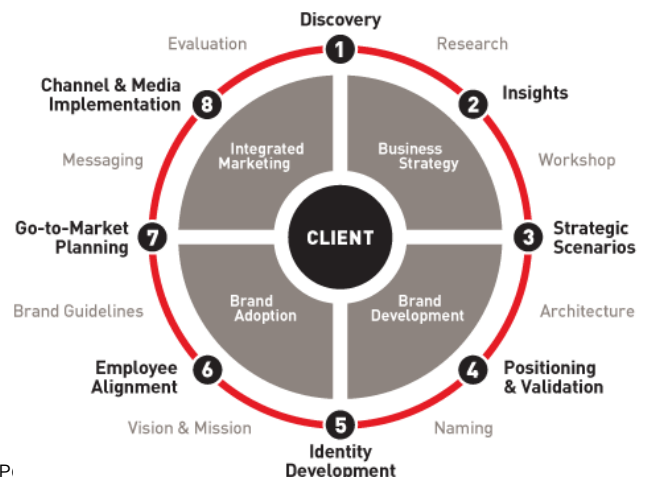 Discovery
1
Evaluation
Research
Channel & Media
Implementation
8
2
Insights
Integrated
Marketing
Business
Strategy
Messaging
Workshop
Go-to-Market
Planning
7
CLIENT
3
Strategic
Scenarios
Brand
Adoption
Brand
Development
Brand Guidelines
Architecture
Employee
Alignment
6
4
Positioning
& Validation
Vision & Mission
5
Naming
Identity
Development